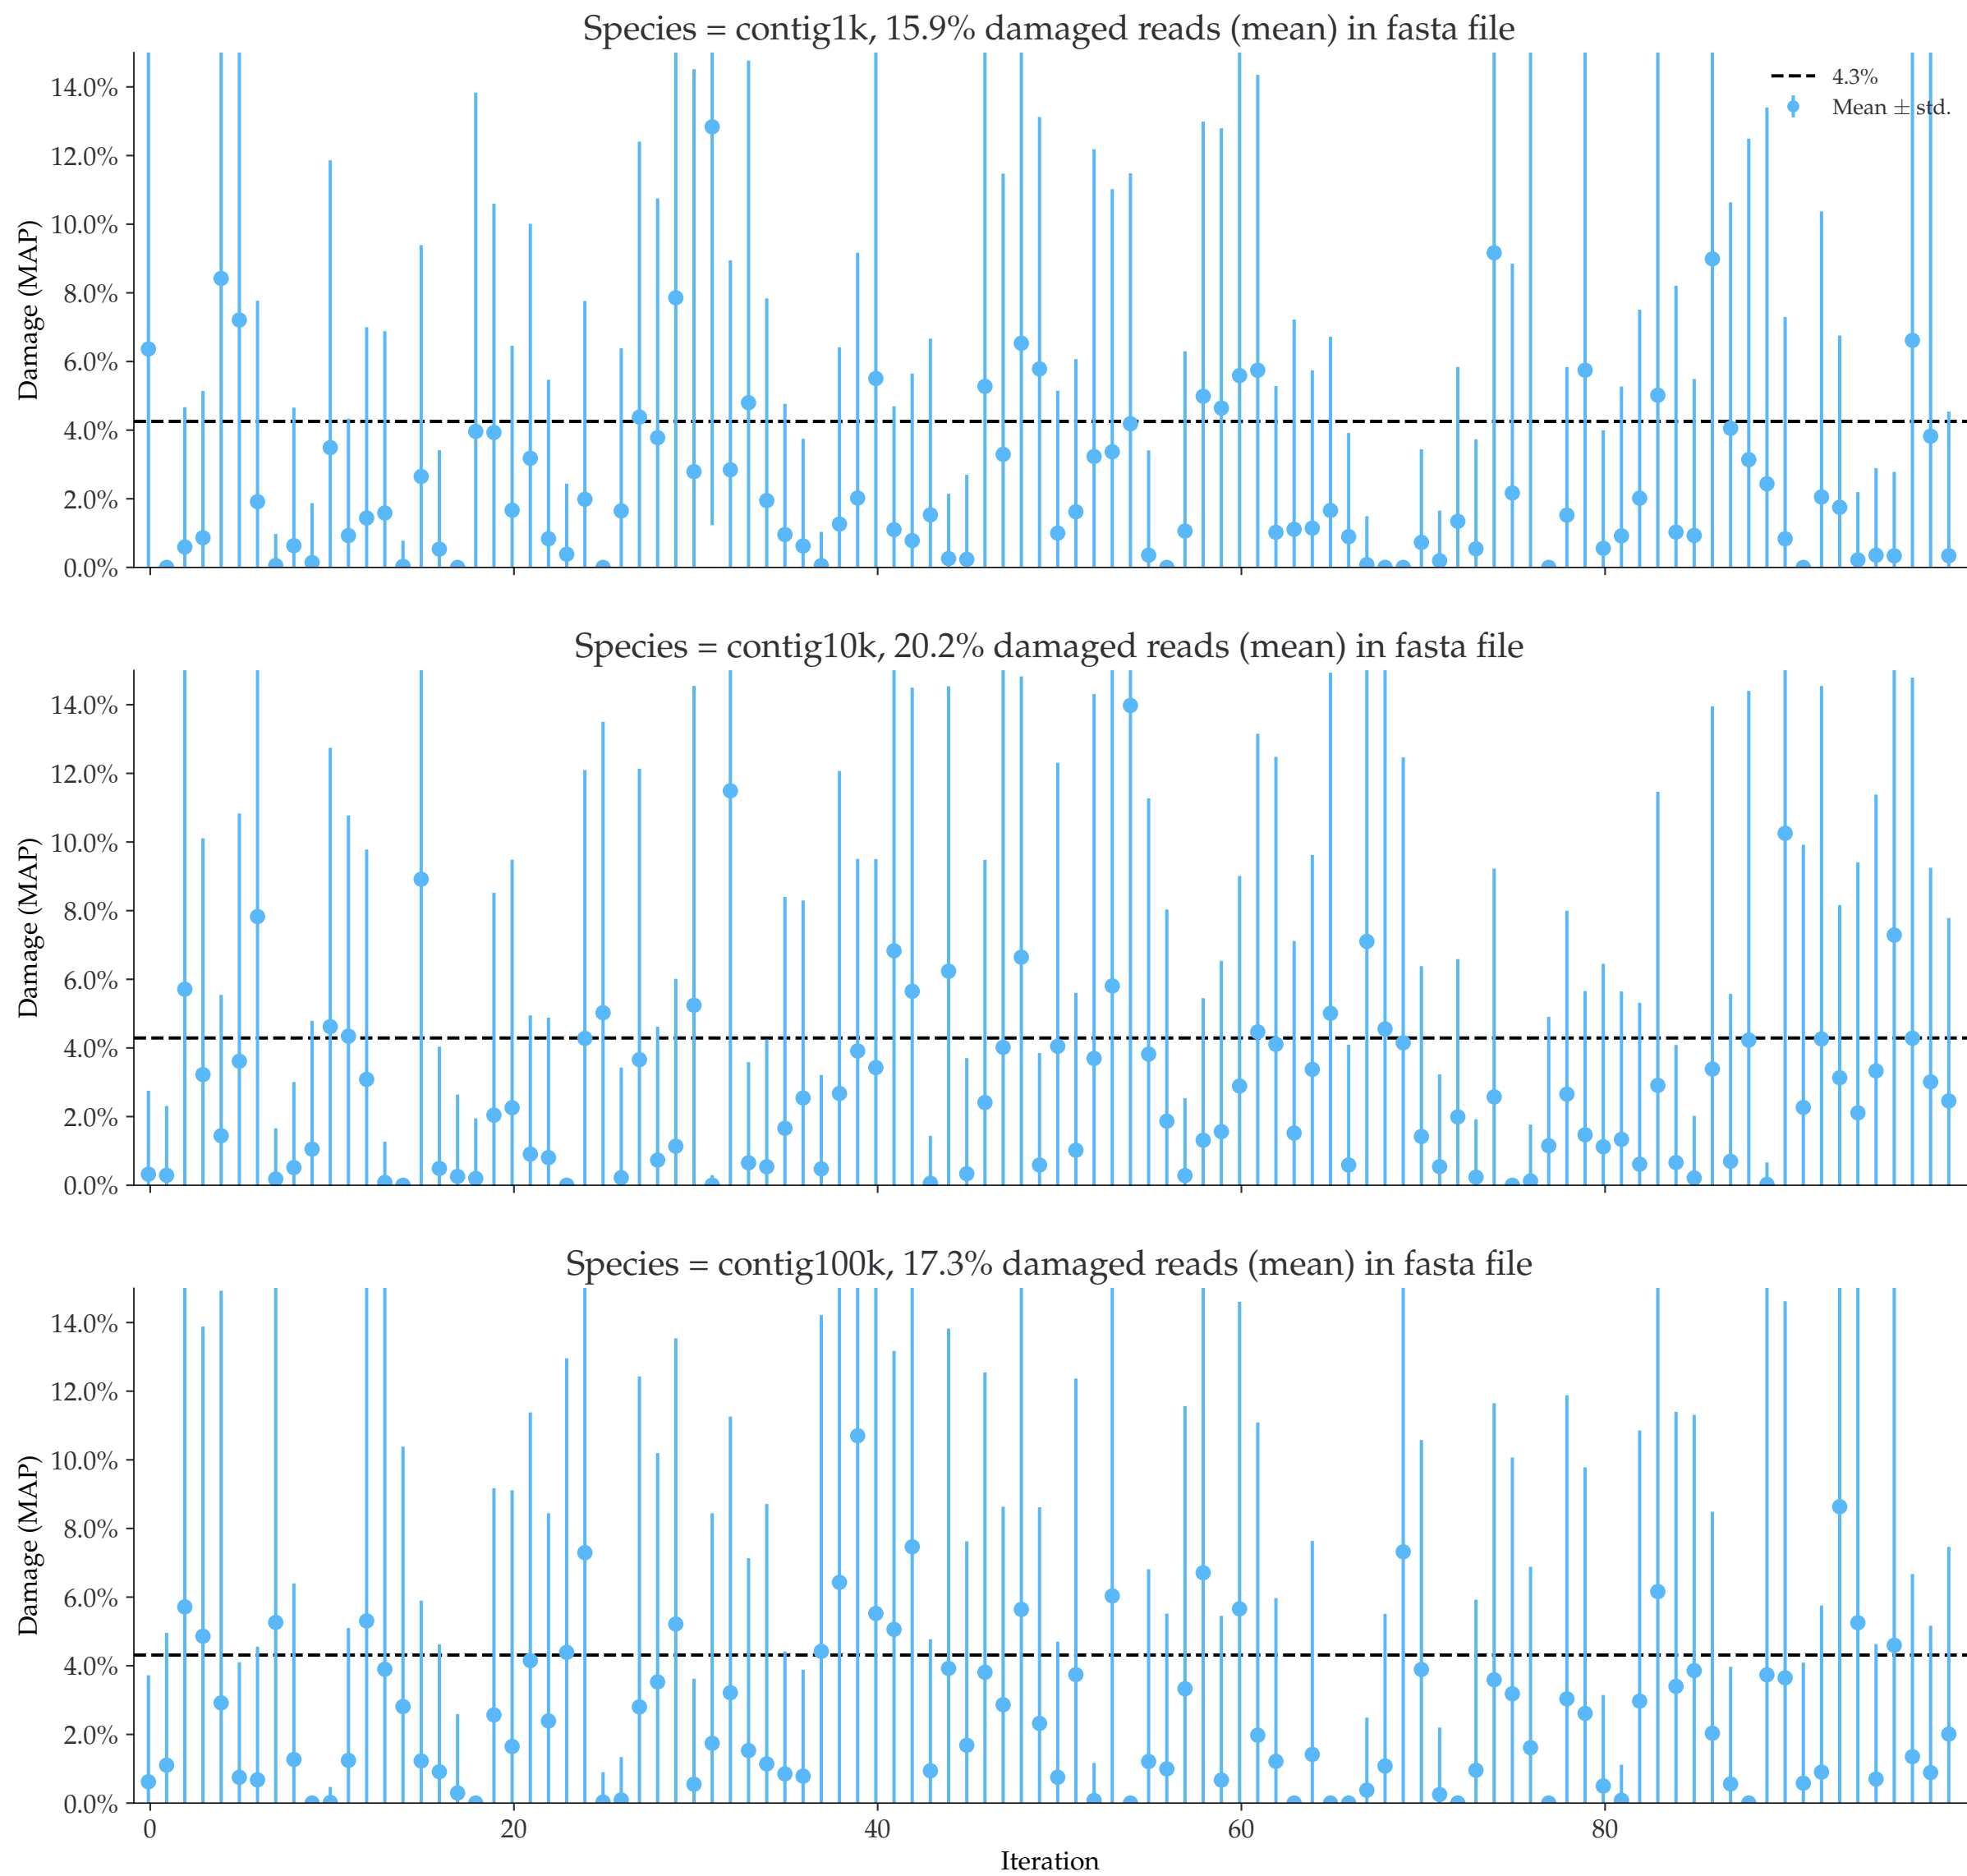 Species = contig1k, 15.9% damaged reads (mean) in fasta file
14.0%
12.0%
10.0%
8.0%
6.0%
4.0%
2.0%
0.0%
Damage (MAP)
4.3%
Mean ± std.
Species = contig10k, 20.2% damaged reads (mean) in fasta file
14.0%
12.0%
10.0%
8.0%
6.0%
4.0%
2.0%
0.0%
Damage (MAP)
Species = contig100k, 17.3% damaged reads (mean) in fasta file
14.0%
12.0%
10.0%
8.0%
6.0%
4.0%
2.0%
0.0%
Damage (MAP)
0 20 40 60 80
Iteration